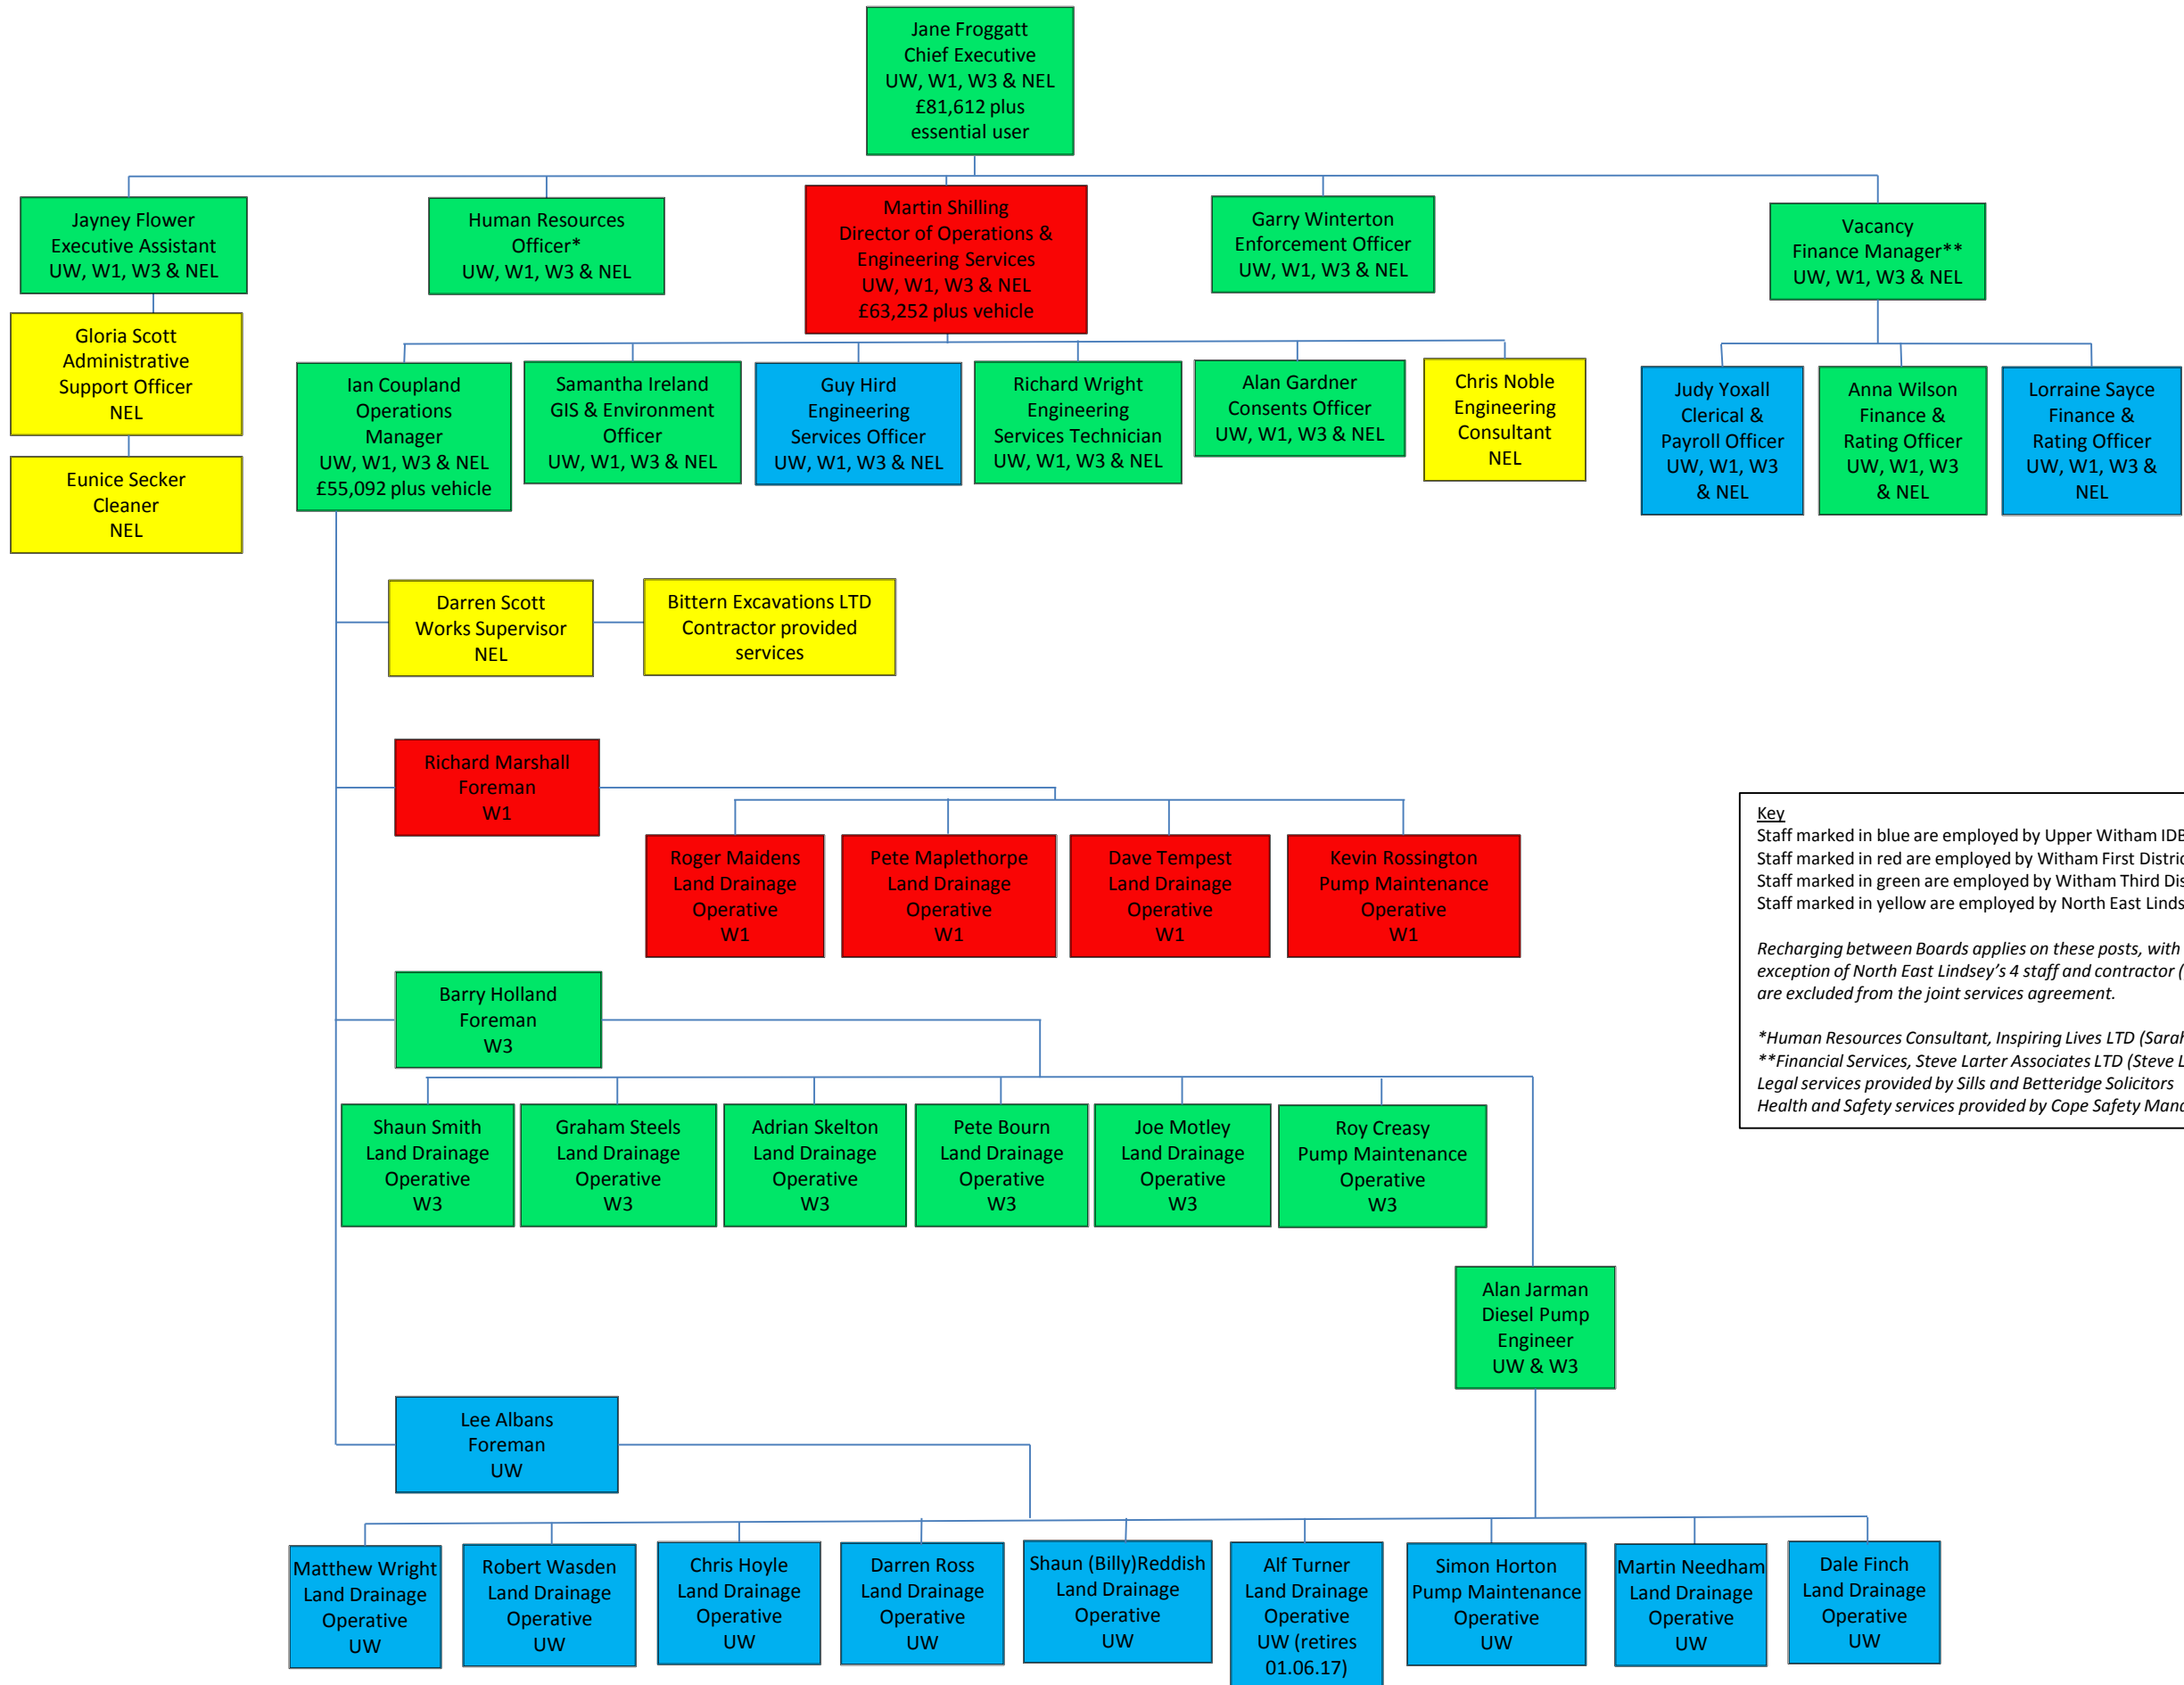 Jane Froggatt
Chief Executive
UW, W1, W3 & NEL
£81,612 plus
essential user
Jayney Flower
Executive Assistant
UW, W1, W3 & NEL
Human Resources
Officer*
UW, W1, W3 & NEL
Martin Shilling
Director of Operations &
Engineering Services
UW, W1, W3 & NEL
£63,252 plus vehicle
Garry Winterton
Enforcement Officer
UW, W1, W3 & NEL
Vacancy
Finance Manager**
UW, W1, W3 & NEL
Gloria Scott
Administrative
Support Officer
NEL
Eunice Secker
Cleaner
NEL
Ian Coupland
Operations
Manager
UW, W1, W3 & NEL
£55,092 plus vehicle
Samantha Ireland
GIS & Environment
Officer
UW, W1, W3 & NEL
Guy Hird
Engineering
Services Officer
UW, W1, W3 & NEL
Richard Wright
Engineering
Services Technician
UW, W1, W3 & NEL
Alan Gardner
Consents Officer
UW, W1, W3 & NEL
Chris Noble
Engineering
Consultant
NEL
Judy Yoxall
Clerical &
Payroll Officer
UW, W1, W3
& NEL
Anna Wilson
Finance &
Rating Officer
UW, W1, W3
& NEL
Lorraine Sayce
Finance &
Rating Officer
UW, W1, W3 &
NEL
Darren Scott
Works Supervisor
NEL
Bittern Excavations LTD
Contractor provided
services
Richard Marshall
Foreman
W1
Roger Maidens
Land Drainage
Operative
W1
Pete Maplethorpe
Land Drainage
Operative
W1
Dave Tempest
Land Drainage
Operative
W1
Kevin Rossington
Pump Maintenance
Operative
W1
Key
Staff marked in blue are employed by Upper Witham IDB
Staff marked in red are employed by Witham First
Staff marked in green are employed by Witham Third
Staff marked in yellow are employed by North East
Recharging between Boards applies on these posts, with
exception of North East Lindsey's 4 staff and contractor (
are excluded from the joint services agreement.
*Human Resources Consultant, Inspiring Lives LTD (Sarah
**Financial Services, Steve Larter Associates LTD (Steve
Legal services provided by Sills and Betteridge Solicitors
Health and Safety services provided by Cope Safety
Barry Holland
Foreman
W3
Shaun Smith
Land Drainage
Operative
W3
Graham Steels
Land Drainage
Operative
W3
Adrian Skelton
Land Drainage
Operative
W3
Pete Bourn
Land Drainage
Operative
W3
Joe Motley
Land Drainage
Operative
W3
Roy Creasy
Pump Maintenance
Operative
W3
Alan Jarman
Diesel Pump
Engineer
UW & W3
Lee Albans
Foreman
UW
Matthew Wright
Land Drainage
Operative
UW
Robert Wasden
Land Drainage
Operative
UW
Chris Hoyle
Land Drainage
Operative
UW
Darren Ross
Land Drainage
Operative
UW
Shaun (Billy)Reddish
Land Drainage
Operative
UW
Alf Turner
Land Drainage
Operative
UW (retires
01.06.17)
Simon Horton
Pump Maintenance
Operative
UW
Martin Needham
Land Drainage
Operative
UW
Dale Finch
Land Drainage
Operative
UW